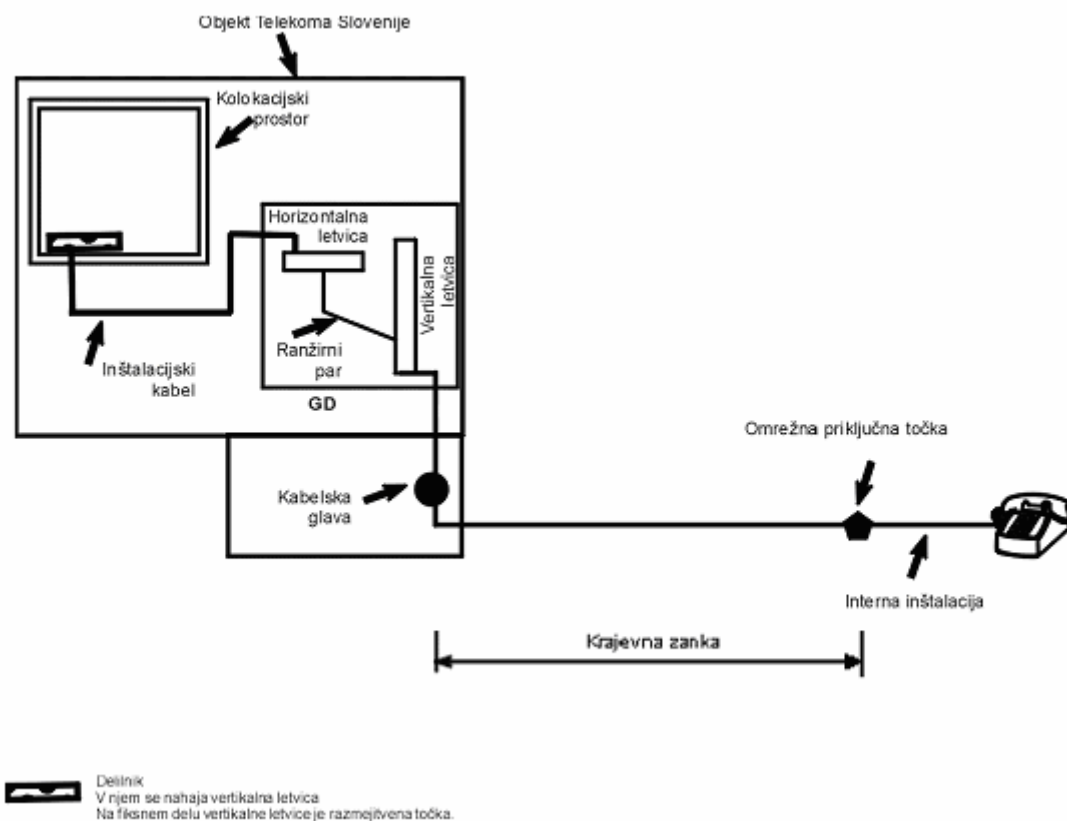 Objekt Telekoma Slovenije
Kolokacijski
prostor
Horizontalna
letvica
Vertikalna
letvica
Ranžirni
par
Inštalacijski
kabel
GD
Kabelska
glava
Omrežna priključna točka
Interna inštalacija
Krajevna zanka
Delilnik
V njem se nahaja vertikalna letvica
Na fiksnem delu vertikalne letvice je razmejitvena točka.